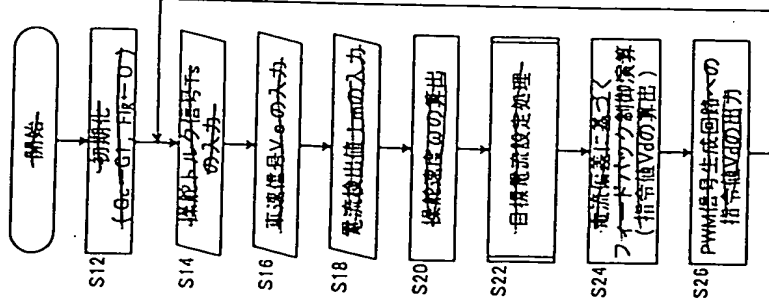 開始
S12
初期化
(Gc←G1, FIR←0)
S14
操舵トルク信号Ts
の入力
S16
車速信号Voの入力
S18
電流検出値Imの入力
S20
操舵速度ωの算出
S22
目標電流設定処理
S24
電流偏差に基づく
フィードバック制御演算
(指令値Vdの算出)
S26
PWM信号生成回路への
指令値Vdの出力